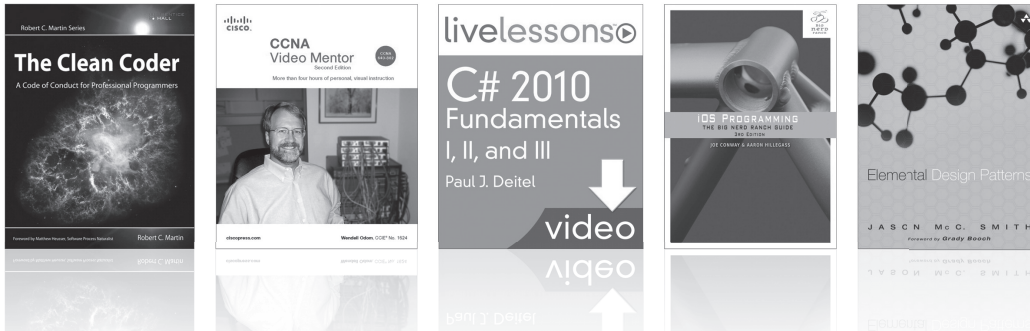 HALL
Robert C. Martin Series
The Clean Coder
A Code of Conduct for Professional Programmers
Robert C. Martin
CISCO
CCNA
Video Mentor
Second Edition
More than four hours of personal, visual instruction
ciscopress.com
Wendell Odom, CCIE® No. 1624
livelessons
C# 2010
Fundamentals
I, II, and III
Paul J. Deitel
video
iOS PROGRAMMING
THE BIG NERD RANCH GUIDE
3RD EDITION
JOE CONWAY & AARON HILLEGASS
Elemental Design Patterns
JASON McC. SMITH
Foreword by Grady Booch